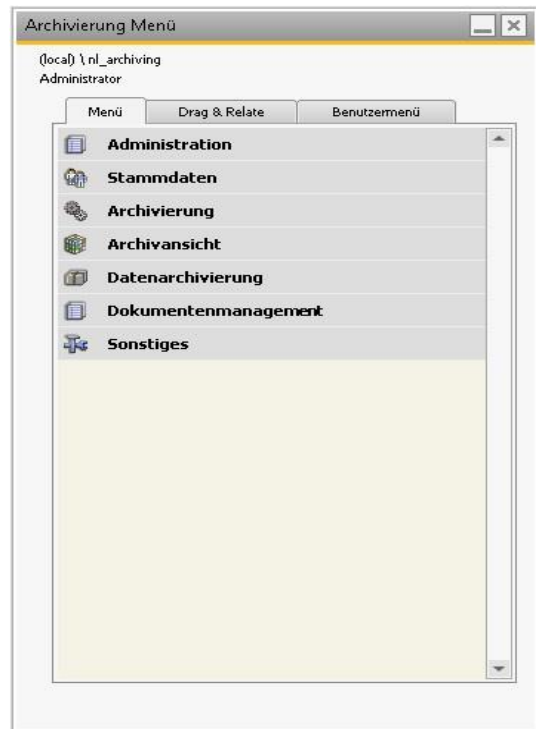 Archivierung Menü
(local) \ nl_archiving
Administrator
Menü Drag & Relate Benutzermenü
Administration
Stammdaten
Archivierung
Archivansicht
Datenarchivierung
Dokumentenmanagement
Sonstiges